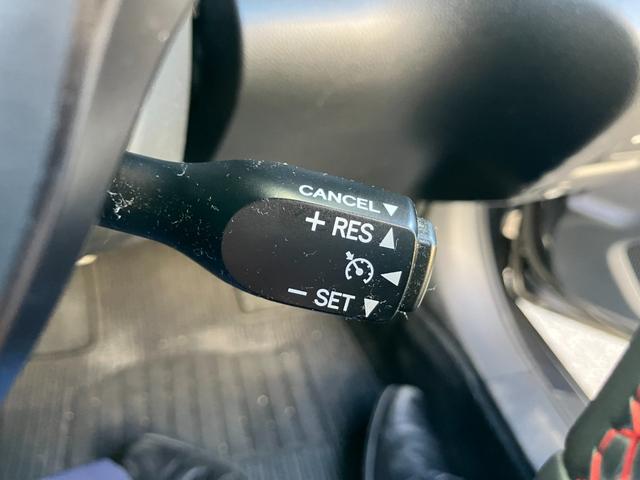 CANCEL▼
+ RES▲
- SET▼